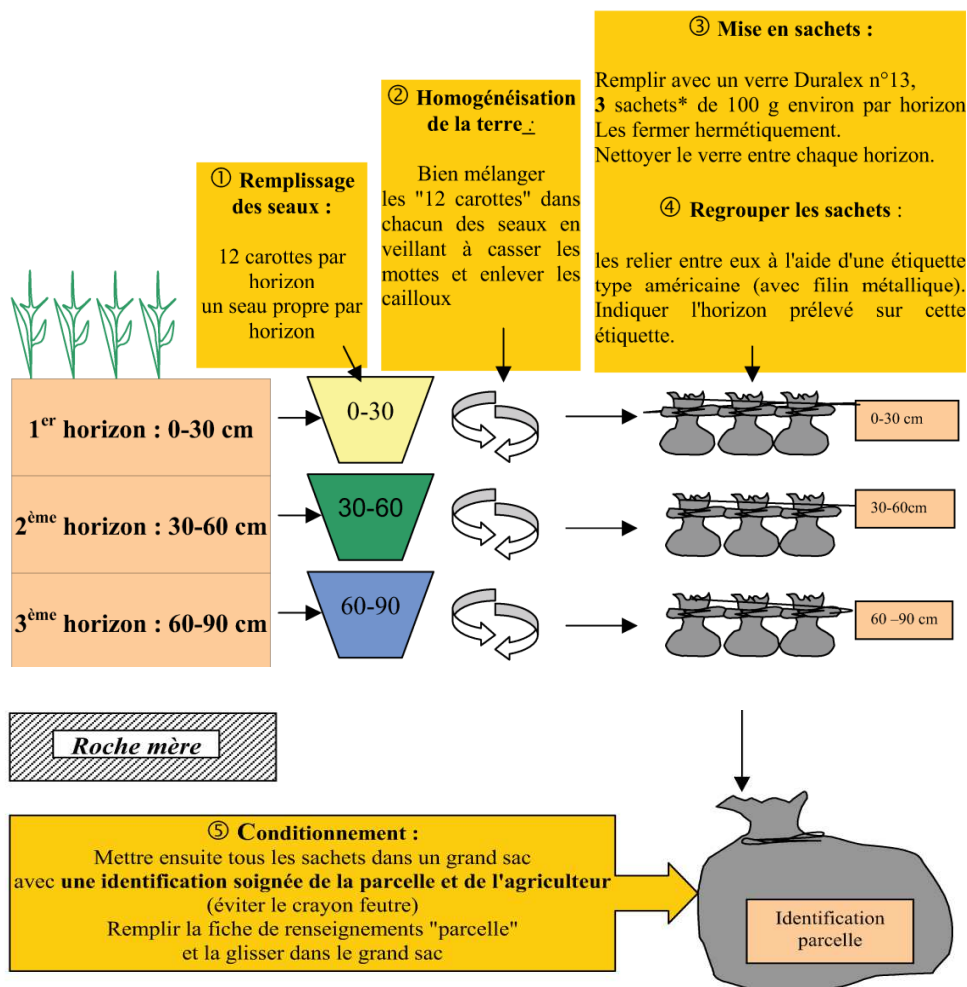 ③ Mise en sachets :
Remplir avec un verre Duralex n°13,
3 sachets* de 100 g environ par horizon
Les fermer hermétiquement.
Nettoyer le verre entre chaque horizon.
④ Regrouper les sachets :
les relier entre eux à l'aide d'une étiquette
type américaine (avec filin métallique).
Indiquer l'horizon prélevé sur cette
étiquette.
② Homogénéisation
de la terre :
Bien mélanger
les "12 carottes" dans
chacun des seaux en
veillant à casser les
mottes et enlever les
cailloux
① Remplissage
des seaux :
12 carottes par
horizon
un seau propre par
horizon
1er horizon : 0-30 cm
0-30
0-30 cm
2ème horizon : 30-60 cm
30-60
30-60cm
3ème horizon : 60-90 cm
60-90
60 –90 cm
Roche mère
⑤ Conditionnement :
Mettre ensuite tous les sachets dans un grand sac
avec une identification soignée de la parcelle et de l'agriculteur
(éviter le crayon feutre)
Remplir la fiche de renseignements "parcelle"
et la glisser dans le grand sac
Identification
parcelle